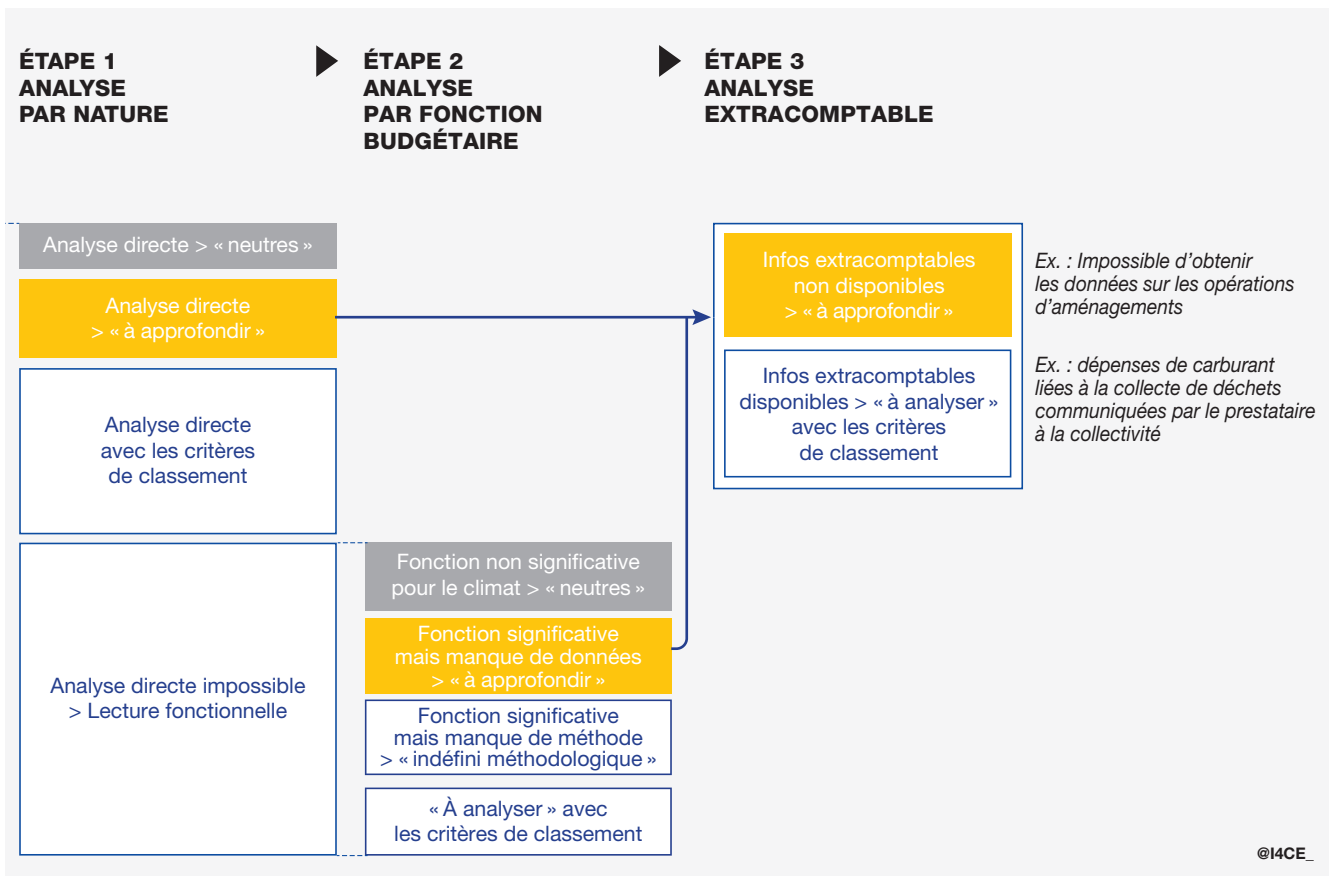 ÉTAPE 1
ANALYSE
PAR NATURE
ÉTAPE 2
ANALYSE
PAR FONCTION
BUDGÉTAIRE
ÉTAPE 3
ANALYSE
EXTRACOMPTABLE
Analyse directe > « neutres »
Analyse directe
> « à approfondir »
Analyse directe
avec les critères
de classement
Analyse directe impossible
> Lecture fonctionnelle
Fonction non significative
pour le climat > « neutres »
Fonction significative
mais manque de données
> « à approfondir »
Fonction significative
mais manque de méthode
> « indéfini méthodologique »
« À analyser » avec
les critères de classement
Infos extracomptables
non disponibles
> « à approfondir »
Infos extracomptables
disponibles > « à analyser »
avec les critères
de classement
Ex. : Impossible d'obtenir
les données sur les opérations
d'aménagements
Ex. : dépenses de carburant
liées à la collecte de déchets
communiquées par le prestataire
à la collectivité
@I4CE_